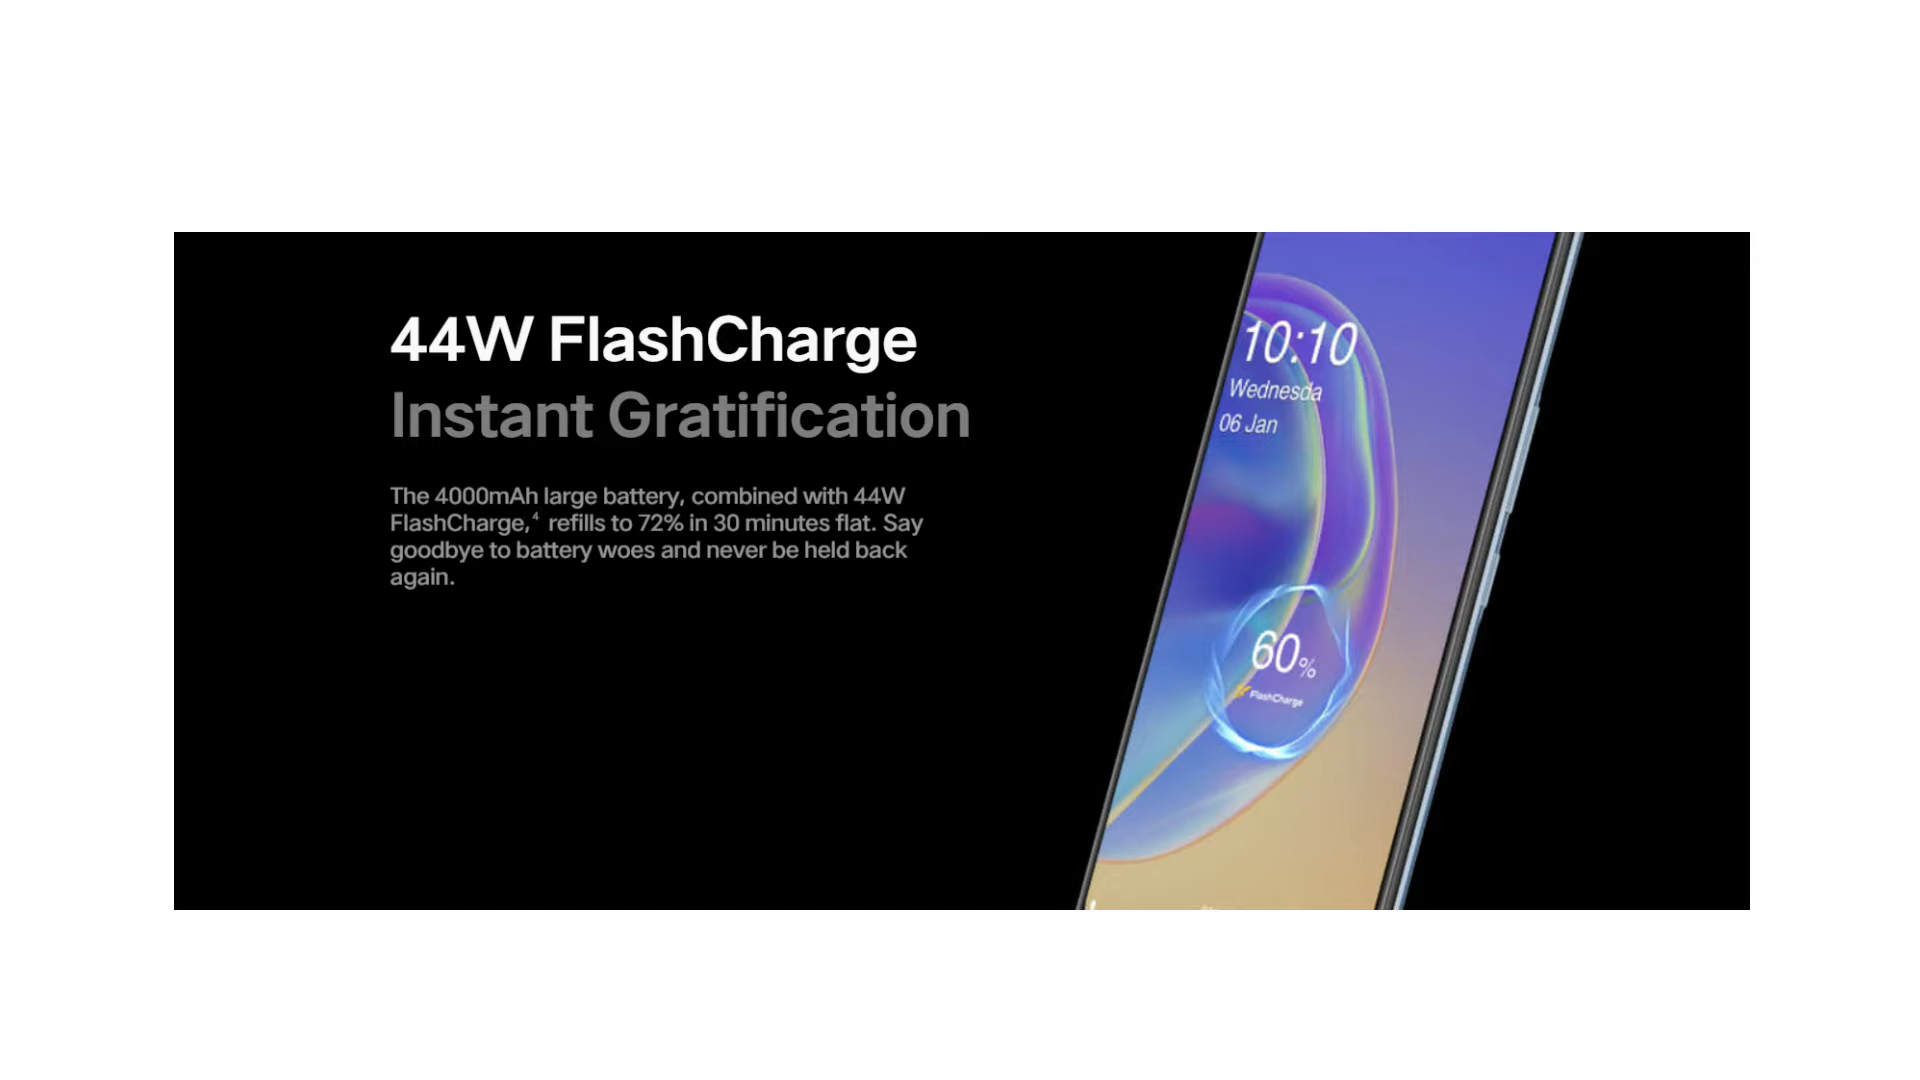 44W FlashCharge
Instant Gratification
The 4000mAh large battery, combined with 44W
FlashCharge,⁴ refills to 72% in 30 minutes flat. Say
goodbye to battery woes and never be held back
again.
10:10
Wednesda
06 Jan
60%
FlashCharge